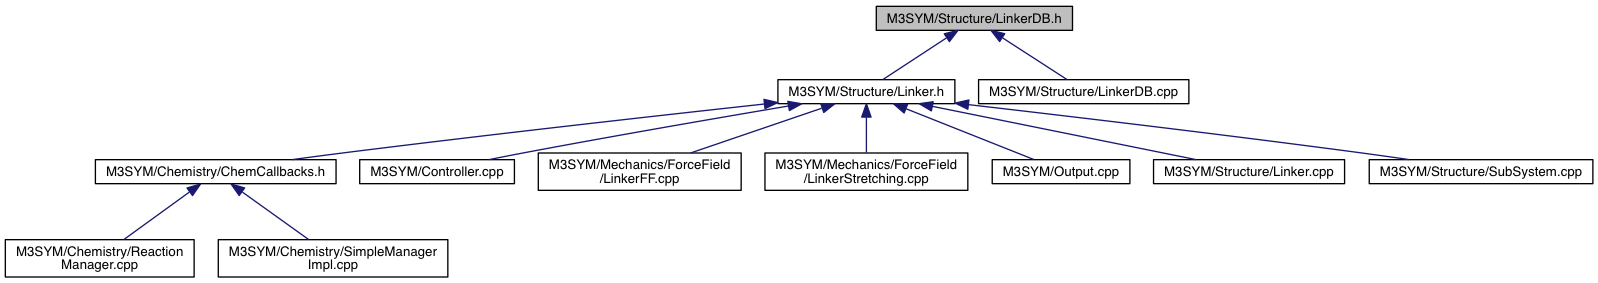 M3SYM/Structure/LinkerDB.h
M3SYM/Structure/Linker.h
M3SYM/Structure/LinkerDB.cpp
M3SYM/Chemistry/ChemCallbacks.h
M3SYM/Controller.cpp
M3SYM/Mechanics/ForceField
/LinkerFF.cpp
M3SYM/Mechanics/ForceField
/LinkerStretching.cpp
M3SYM/Output.cpp
M3SYM/Structure/Linker.cpp
M3SYM/Structure/SubSystem.cpp
M3SYM/Chemistry/Reaction
Manager.cpp
M3SYM/Chemistry/SimpleManager
Impl.cpp